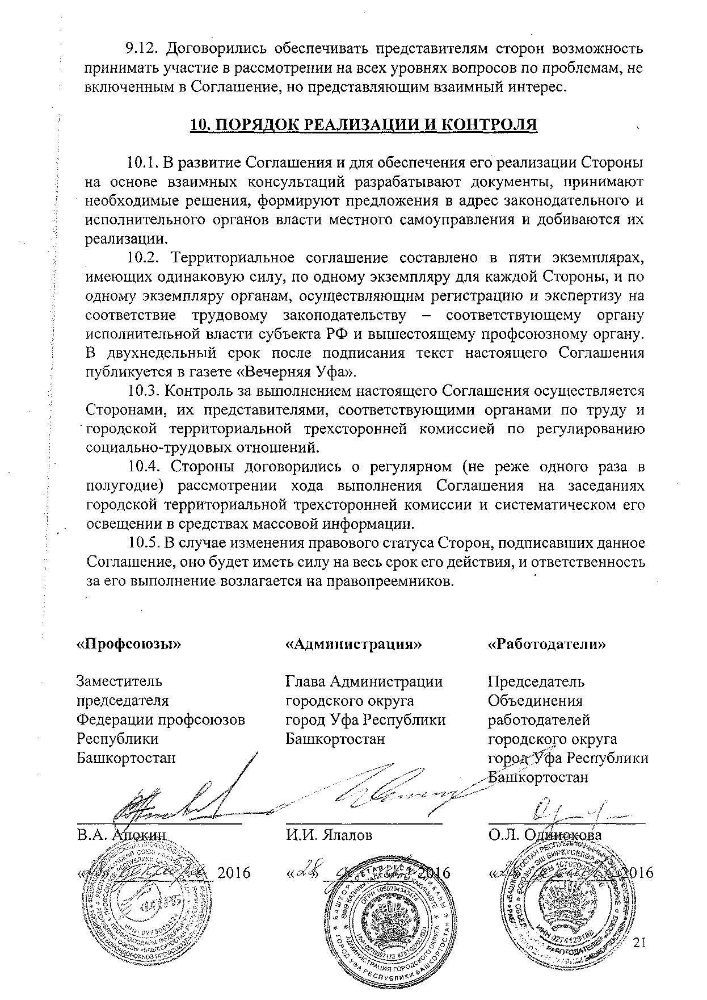 9.12. Договорились обеспечивать представителям сторон возможность
принимать участие в рассмотрении на всех уровнях вопросов по проблемам, не
включенным в Соглашение, но представляющим взаимный интерес.
10. ПОРЯДОК РЕАЛИЗАЦИИ И КОНТРОЛЯ
10.1. В развитие Соглашения и для обеспечения его реализации Стороны
на основе взаимных консультаций разрабатывают документы, принимают
необходимые решения, формируют предложения в адрес законодательного и
исполнительного органов власти местного самоуправления и добиваются их
реализации.
10.2. Территориальное соглашение составлено в пяти экземплярах,
имеющих одинаковую силу, по одному экземпляру для каждой Стороны, и по
одному экземпляру органам, осуществляющим регистрацию и экспертизу на
соответствие трудовому законодательству – соответствующему органу
исполнительной власти субъекта РФ и вышестоящему профсоюзному органу.
В двухнедельный срок после подписания текст настоящего Соглашения
публикуется в газете «Вечерняя Уфа».
10.3. Контроль за выполнением настоящего Соглашения осуществляется
Сторонами, их представителями, соответствующими органами по труду и
городской территориальной трехсторонней комиссией по регулированию
социально-трудовых отношений.
10.4. Стороны договорились о регулярном (не реже одного раза в
полугодие) рассмотрении хода выполнения Соглашения на заседаниях
городской территориальной трехсторонней комиссии и систематическом его
освещении в средствах массовой информации.
10.5. В случае изменения правового статуса Сторон, подписавших данное
Соглашение, оно будет иметь силу на весь срок его действия, и ответственность
за его выполнение возлагается на правопреемников.
«Профсоюзы»
Заместитель
председателя
Федерации профсоюзов
Республики
Башкортостан
В.А. Апокин
2016
«Администрация»
Глава Администрации
городского округа
город Уфа Республики
Башкортостан
И.И. Ялалов
«28» 2016
ГОРОД УФА РЕСПУБЛИКИ БАШКОРТОСТАН
АДМИНИСТРАЦИЯ ГОРОДСКОГО ОКРУГА
«Работодатели»
Председатель
Объединения
работодателей
городского округа
город Уфа Республики
Башкортостан
О.Л. Одинокова
«28» 2016
21